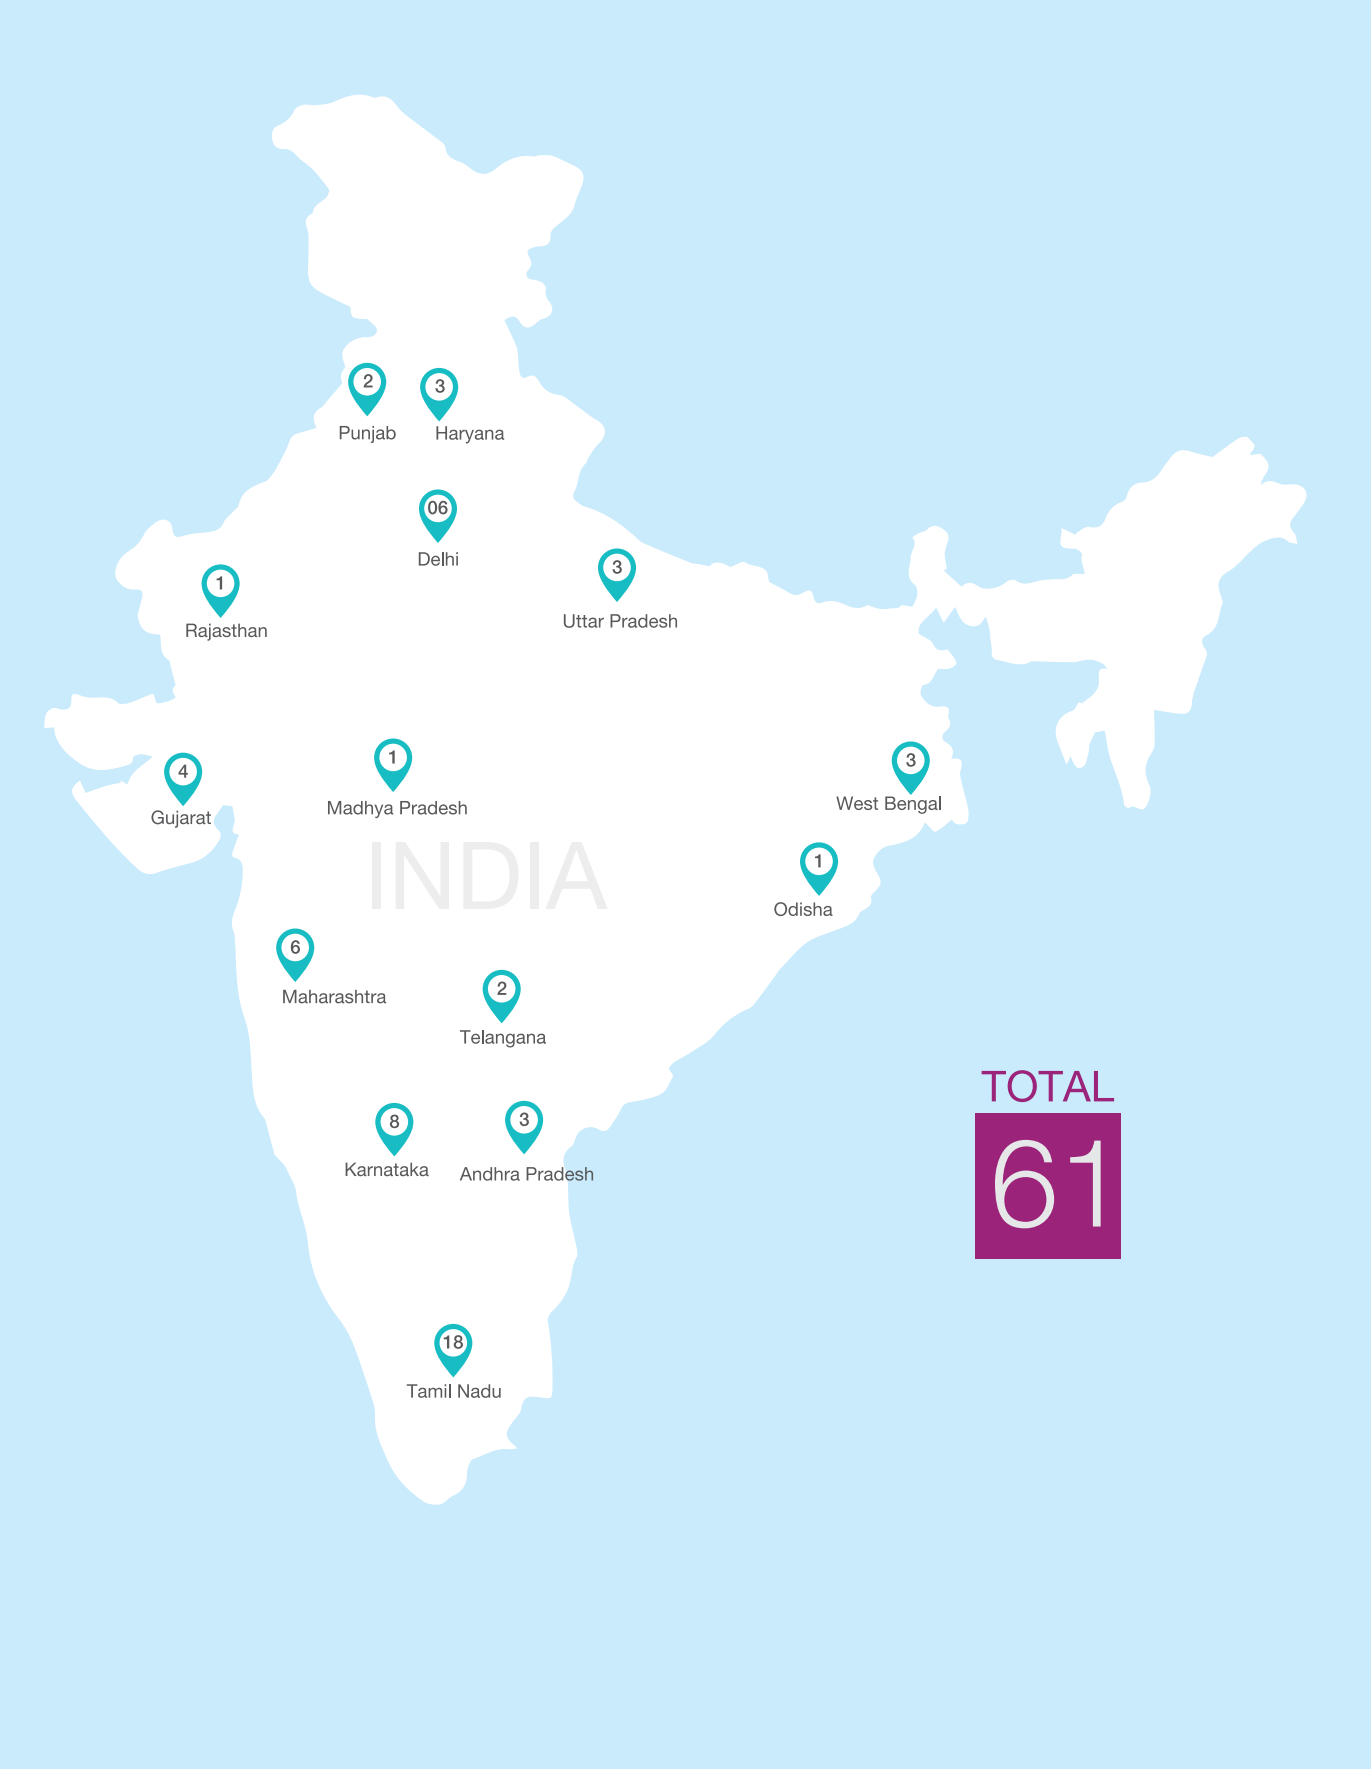 2
Punjab
3
Haryana
06
Delhi
3
Uttar Pradesh
1
Rajasthan
4
Gujarat
1
Madhya Pradesh
3
West Bengal
INDIA
1
Odisha
6
Maharashtra
2
Telangana
8
Karnataka
3
Andhra Pradesh
TOTAL
61
18
Tamil Nadu